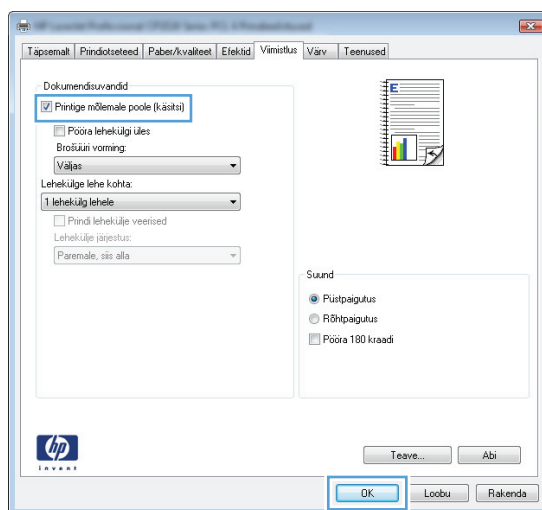 Täpsemalt Prindiotseteed Paber/kvaliteet Efektid Viimistlus Värv Teenused
Dokumendisuvandid
Printige mõlemale poole (käsitsi)
Pööra lehekülgi üles
Brošüüri vorming:
Väljas
Lehekülge lehe kohta:
1 lehekülg lehele
Prindi lehekülje veerised
Lehekülje järjestus:
Paremale, siis alla
E
Suund
Püstpaigutus
Rõhtpaigutus
Pööra 180 kraadi
hp
invent
Teave... Abi
OK Loobu Rakenda